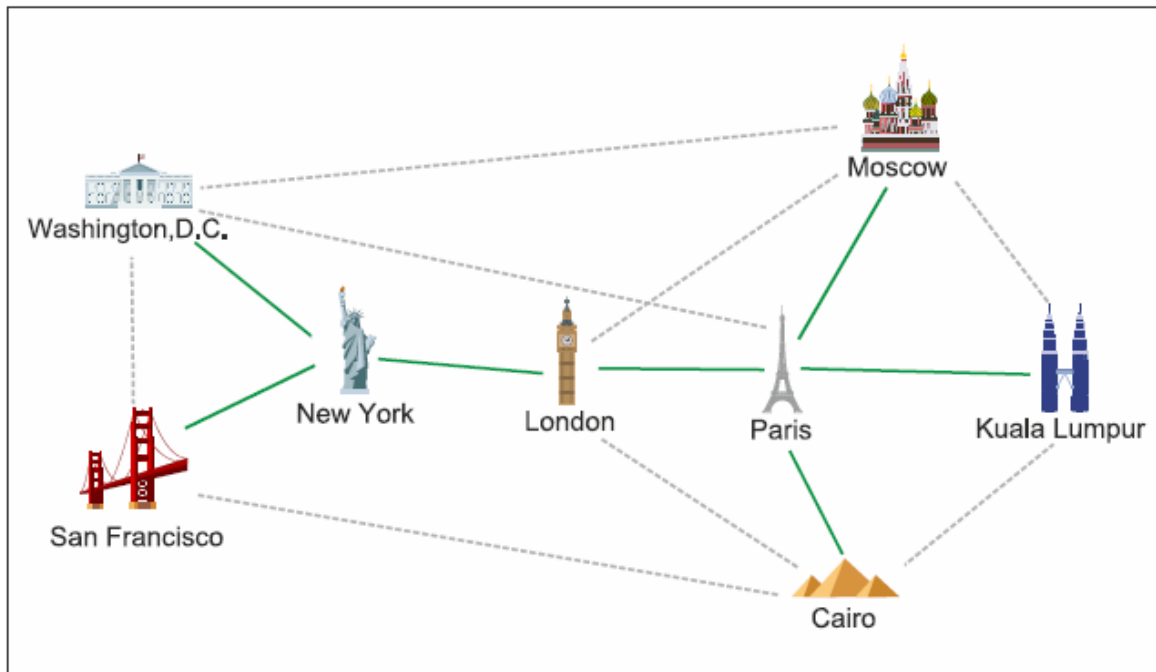 Moscow
Washington,D.C.
New York
London
Paris
Kuala Lumpur
San Francisco
Cairo